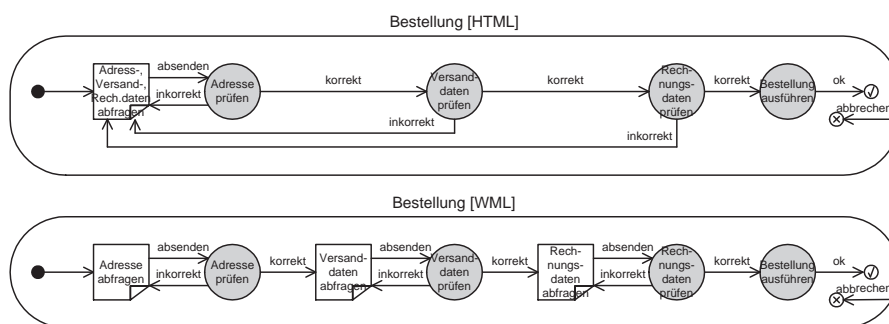 Bestellung [HTML]
Adress-,
Versand-,
Rech.daten
abfragen
absenden
inkorrekt
Adresse
prüfen
korrekt
Versand-
daten
prüfen
inkorrekt
korrekt
Rech-
nungs-
daten
prüfen
inkorrekt
korrekt
Bestellung
ausführen
ok
abbrechen
Bestellung [WML]
Adresse
abfragen
absenden
inkorrekt
Adresse
prüfen
korrekt
Versand-
daten
abfragen
absenden
inkorrekt
Versand-
daten
prüfen
korrekt
Rech-
nungs-
daten
abfragen
absenden
inkorrekt
Rech-
nungs-
daten
prüfen
korrekt
Bestellung
ausführen
ok
abbrechen